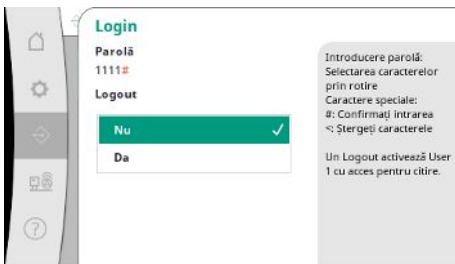 Login
Parolă
1111#
Logout
Nu
Da
Introducere parolă:
Selectarea caracterelor
prin rotire
Caractere speciale:
#: Confirmați intrarea
<: Ștergeți caracterele
Un Logout activează User
1 cu acces pentru citire.